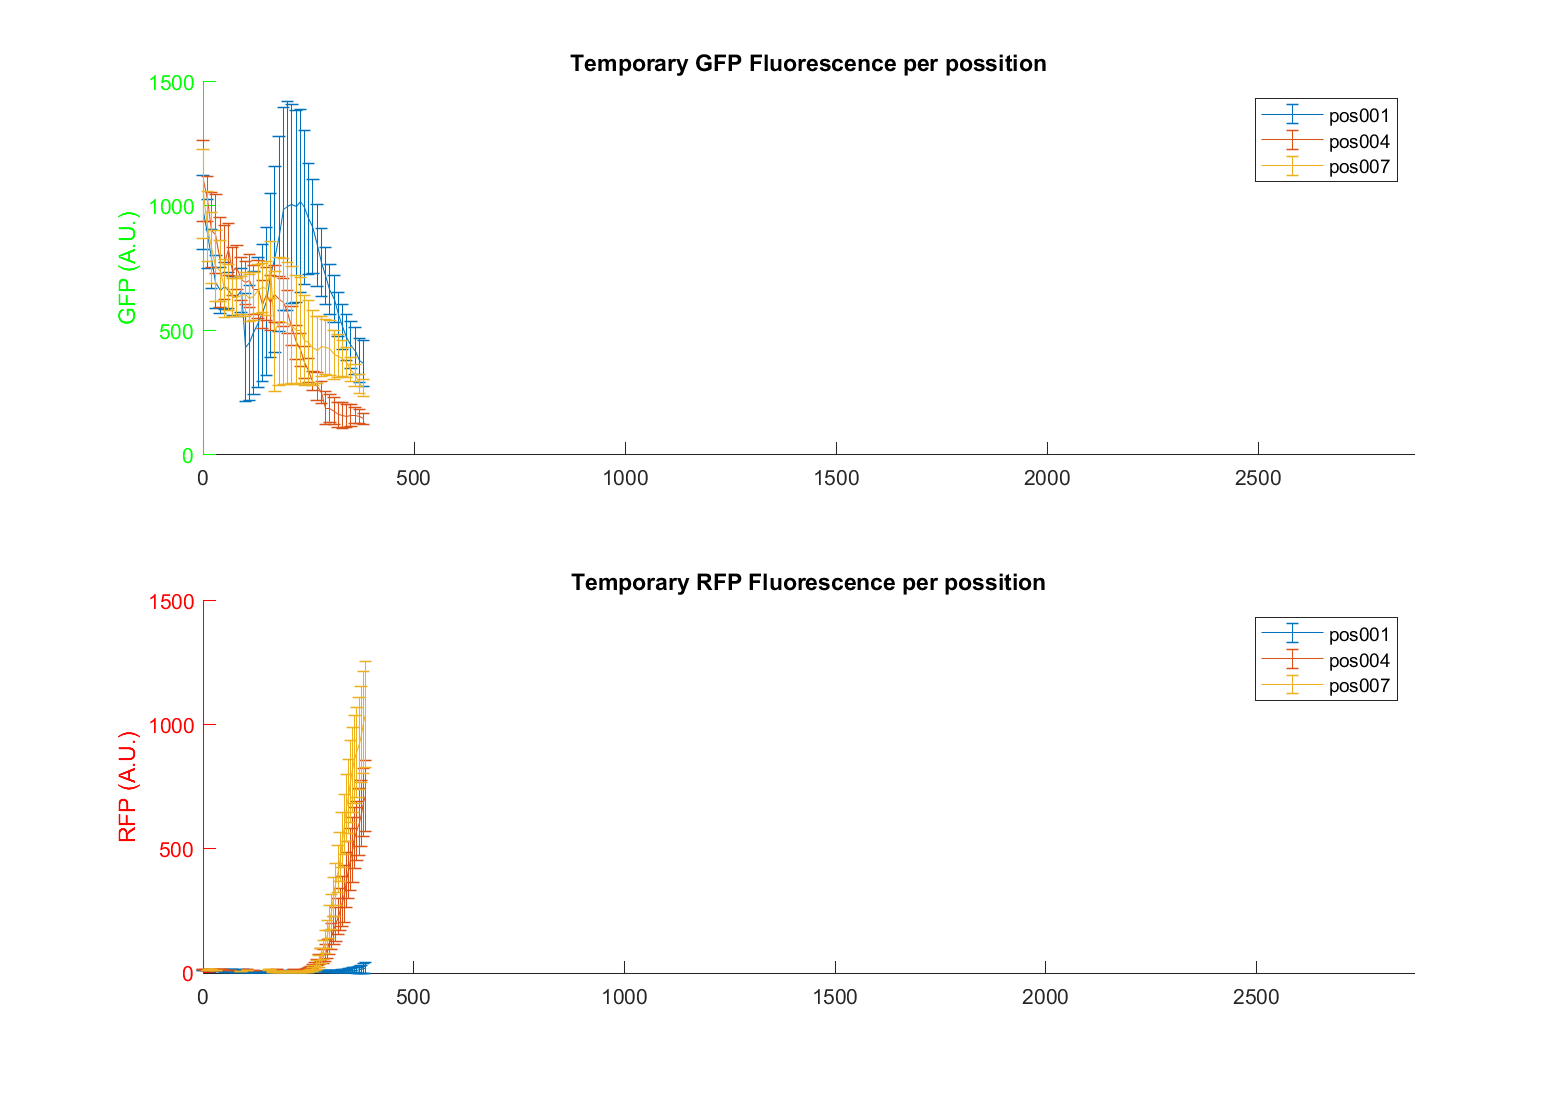 Temporary GFP Fluorescence per possition
1500
1000
500
0
GFP (A.U.)
pos001
pos004
pos007
0 500 1000 1500 2000 2500
Temporary RFP Fluorescence per possition
1500
1000
500
0
RFP (A.U.)
pos001
pos004
pos007
0 500 1000 1500 2000 2500